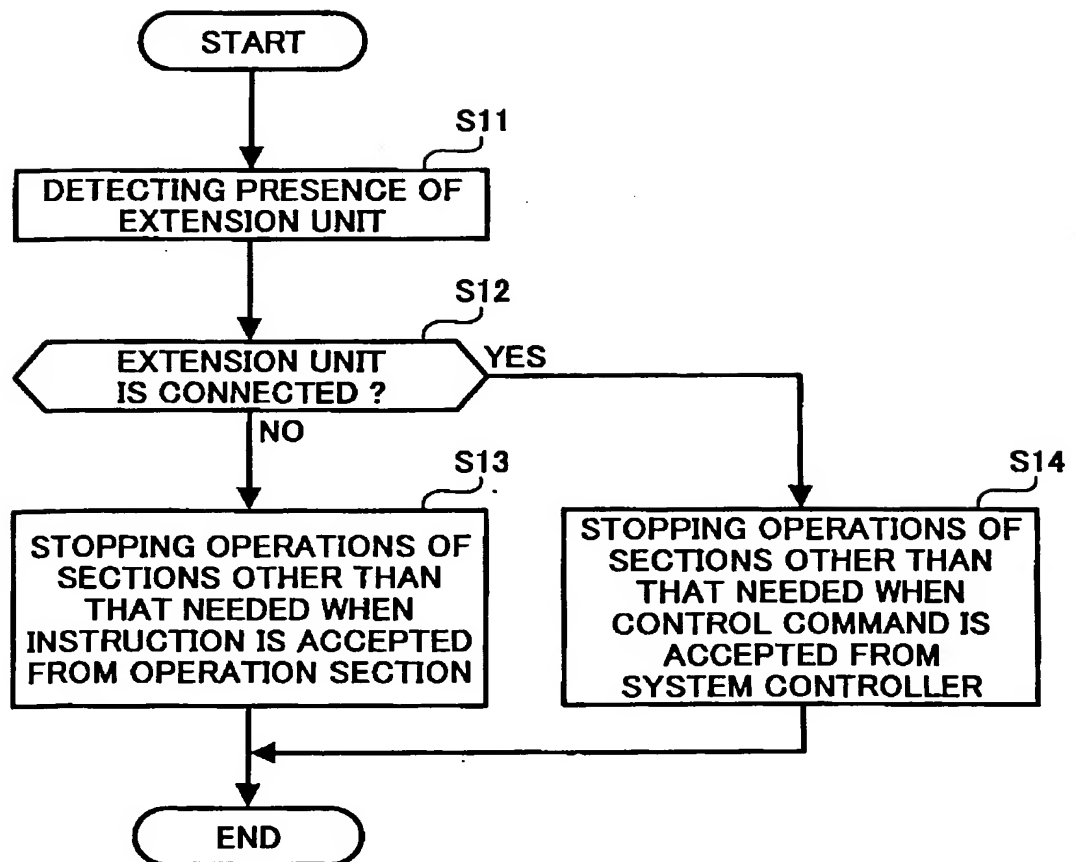 START
S11
DETECTING PRESENCE OF
EXTENSION UNIT
S12
EXTENSION UNIT
IS CONNECTED ?
YES
NO
S13
STOPPING OPERATIONS OF
SECTIONS OTHER THAN
THAT NEEDED WHEN
INSTRUCTION IS ACCEPTED
FROM OPERATION SECTION
S14
STOPPING OPERATIONS OF
SECTIONS OTHER THAN
THAT NEEDED WHEN
CONTROL COMMAND IS
ACCEPTED FROM
SYSTEM CONTROLLER
END